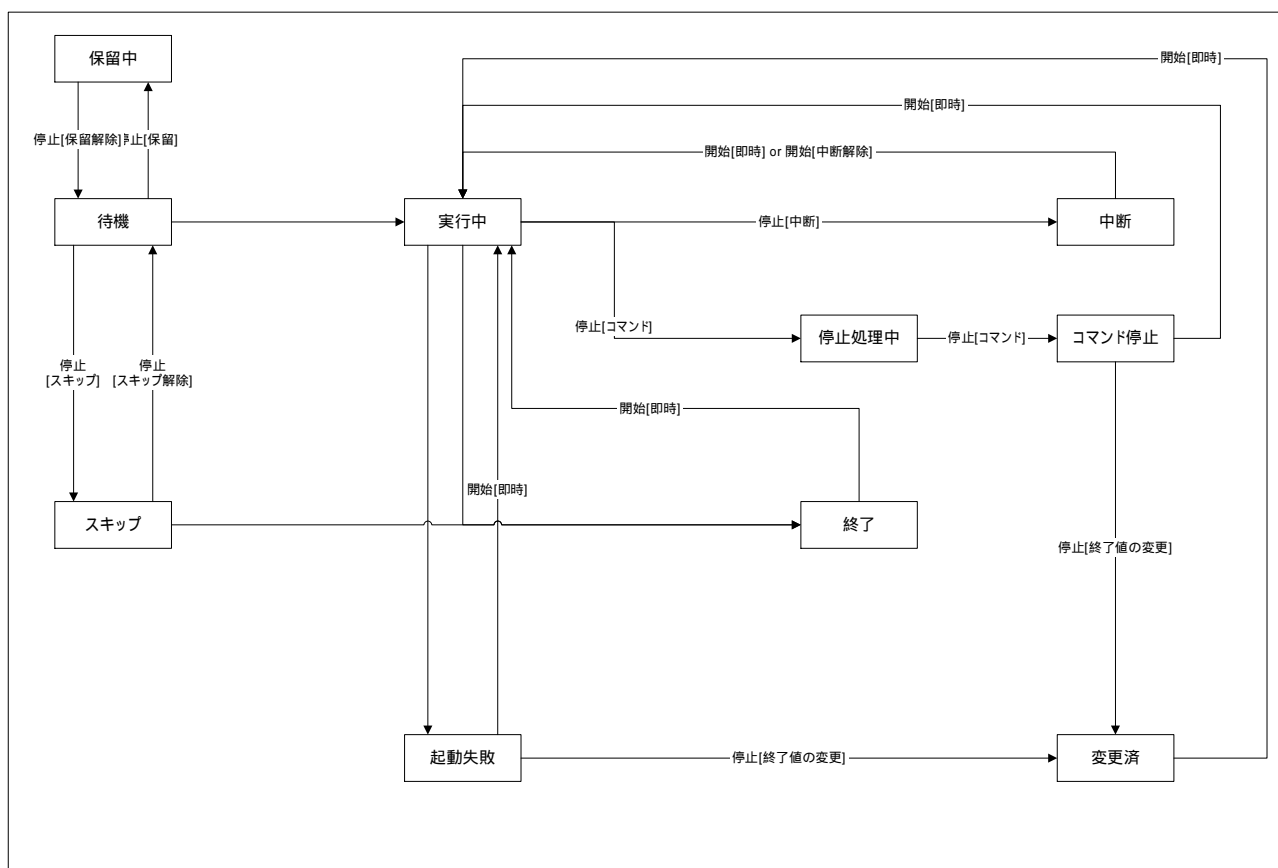 保留中
開始[即時]
開始[即時]
停止[保留解除]
止[保留]
開始[即時] or 開始[中断解除]
待機
実行中
停止[中断]
中断
停止[コマンド]
停止処理中
停止[コマンド]
コマンド停止
停止
[スキップ]
停止
[スキップ解除]
開始[即時]
開始[即時]
スキップ
終了
停止[終了値の変更]
起動失敗
停止[終了値の変更]
変更済